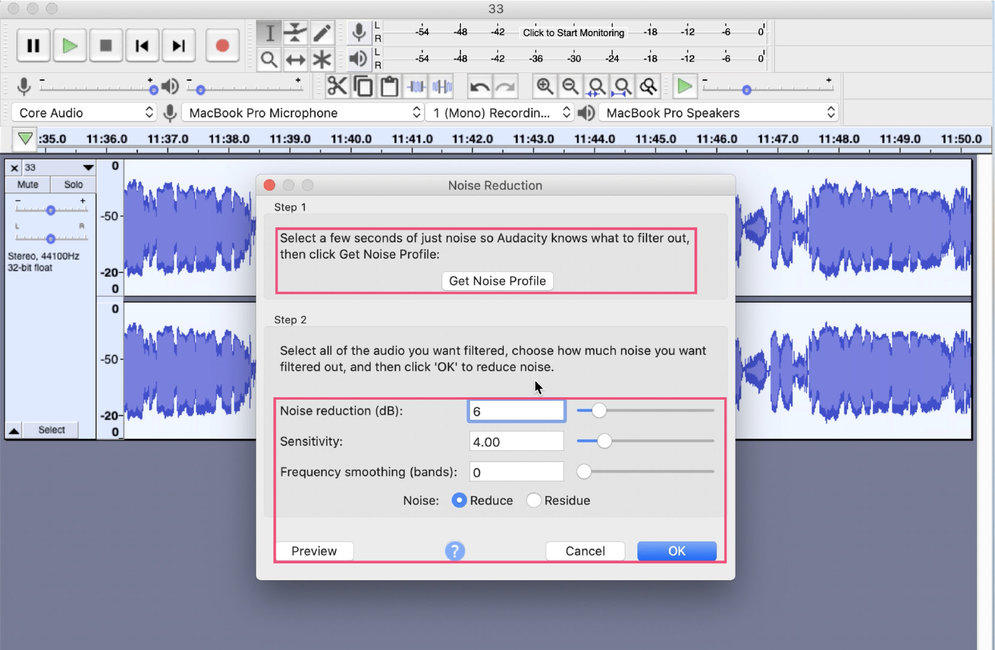 33
L
R
-54 -48 -42 Click to Start Monitoring -18 -12 -6 0
L
R
-54 -48 -42 -36 -30 -24 -18 -12 -6 0
- +
- +
- +
Core Audio MacBook Pro Microphone 1 (Mono) Recordin... MacBook Pro Speakers
:35.0 11:36.0 11:37.0 11:38.0 11:39.0 11:40.0 11:41.0 11:42.0 11:43.0 11:44.0 11:45.0 11:46.0 11:47.0 11:48.0 11:49.0 11:50.0
33
Mute Solo
- +
L R
Stereo, 44100Hz
32-bit float
Select
0
-50
-20
0
0
-50
-20
0
Noise Reduction
Step 1
Select a few seconds of just noise so Audacity knows what to filter out,
then click Get Noise Profile:
Get Noise Profile
Step 2
Select all of the audio you want filtered, choose how much noise you want
filtered out, and then click 'OK' to reduce noise.
Noise reduction (dB): 6
Sensitivity: 4.00
Frequency smoothing (bands): 0
Noise: Reduce Residue
Preview ? Cancel OK